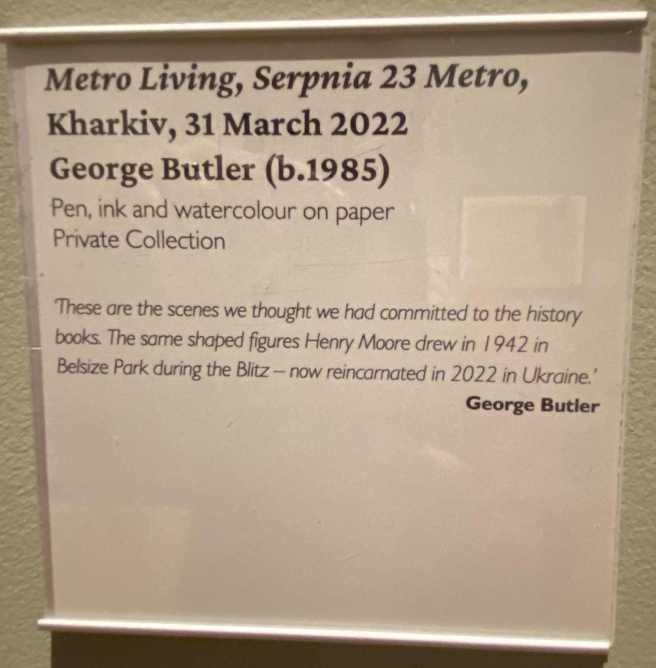 Metro Living, Serpnia 23 Metro,
Kharkiv, 31 March 2022
George Butler (b.1985)
Pen, ink and watercolour on paper
Private Collection
‘These are the scenes we thought we had committed to the history
books. The same shaped figures Henry Moore drew in 1942 in
Belsize Park during the Blitz – now reincarnated in 2022 in Ukraine.’
George Butler